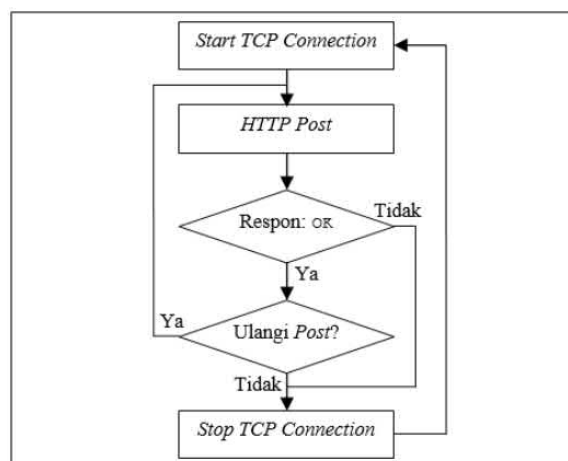 Start TCP Connection
HTTP Post
Respon: OK
Tidak
Ya
Ya
Ulangi Post?
Tidak
Stop TCP Connection